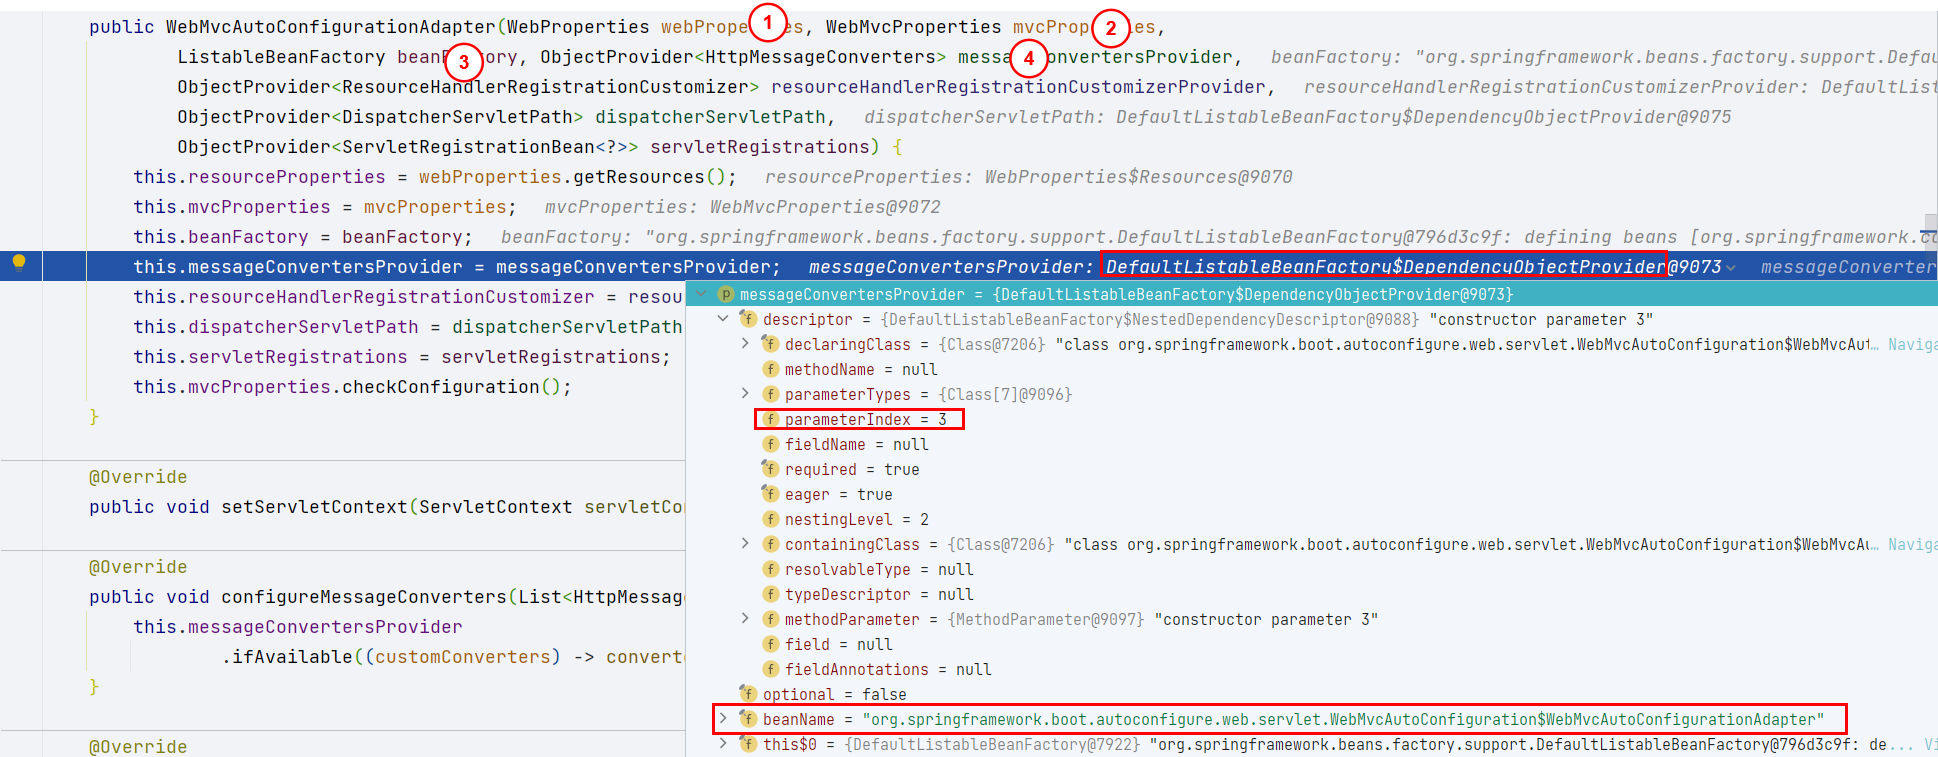 public WebMvcAutoConfigurationAdapter(WebProperties webPrope 1 s, WebMvcProperties mvcProp 2 s,
ListableBeanFactory bean 3 ory, ObjectProvider<HttpMessageConverters> messa 4 onvertersProvider, beanFactory: "org.springframework.beans.factory.support.Defau
ObjectProvider<ResourceHandlerRegistrationCustomizer> resourceHandlerRegistrationCustomizerProvider, resourceHandlerRegistrationCustomizerProvider: DefaultList
ObjectProvider<DispatcherServletPath> dispatcherServletPath, dispatcherServletPath: DefaultListableBeanFactory$DependencyObjectProvider@9075
ObjectProvider<ServletRegistrationBean<?>> servletRegistrations) {
this.resourceProperties = webProperties.getResources(); resourceProperties: WebProperties$Resources@9070
this.mvcProperties = mvcProperties; mvcProperties: WebMvcProperties@9072
this.beanFactory = beanFactory; beanFactory: "org.springframework.beans.factory.support.DefaultListableBeanFactory@796d3c9f: defining beans [org.springframework.co
this.messageConvertersProvider = messageConvertersProvider; messageConvertersProvider: DefaultListableBeanFactory$DependencyObjectProvider@9073 messageConverter
this.resourceHandlerRegistrationCustomizer = resou
messageConvertersProvider = {DefaultListableBeanFactory$DependencyObjectProvider@9073}
this.dispatcherServletPath = dispatcherServletPath
descriptor = {DefaultListableBeanFactory$NestedDependencyDescriptor@9088} "constructor parameter 3"
this.servletRegistrations = servletRegistrations;
declaringClass = {Class@7206} "class org.springframework.boot.autoconfigure.web.servlet.WebMvcAutoConfiguration$WebMvcAut... Naviga
this.mvcProperties.checkConfiguration();
methodName = null
}
parameterTypes = {Class[7]@9096}
parameterIndex = 3
fieldName = null
@Override
required = true
public void setServletContext(ServletContext servletCon
eager = true
nestingLevel = 2
containingClass = {Class@7206} "class org.springframework.boot.autoconfigure.web.servlet.WebMvcAutoConfiguration$WebMvcAu... Naviga
@Override
resolvableType = null
public void configureMessageConverters(List<HttpMessag
typeDescriptor = null
this.messageConvertersProvider
methodParameter = {MethodParameter@9097} "constructor parameter 3"
.ifAvailable((customConverters) -> converte
field = null
}
fieldAnnotations = null
optional = false
beanName = "org.springframework.boot.autoconfigure.web.servlet.WebMvcAutoConfiguration$WebMvcAutoConfigurationAdapter"
@Override
this$0 = {DefaultListableBeanFactory@7922} "org.springframework.beans.factory.support.DefaultListableBeanFactory@796d3c9f: de... Vi